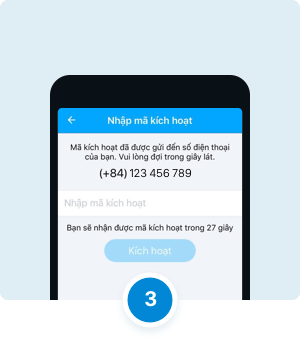 Nhập mã kích hoạt
Mã kích hoạt đã được gửi đến số điện thoại
của bạn. Vui lòng đợi trong giây lát.
(+84) 123 456 789
Nhập mã kích hoạt
Bạn sẽ nhận được mã kích hoạt trong 27 giây
Kích hoạt
3